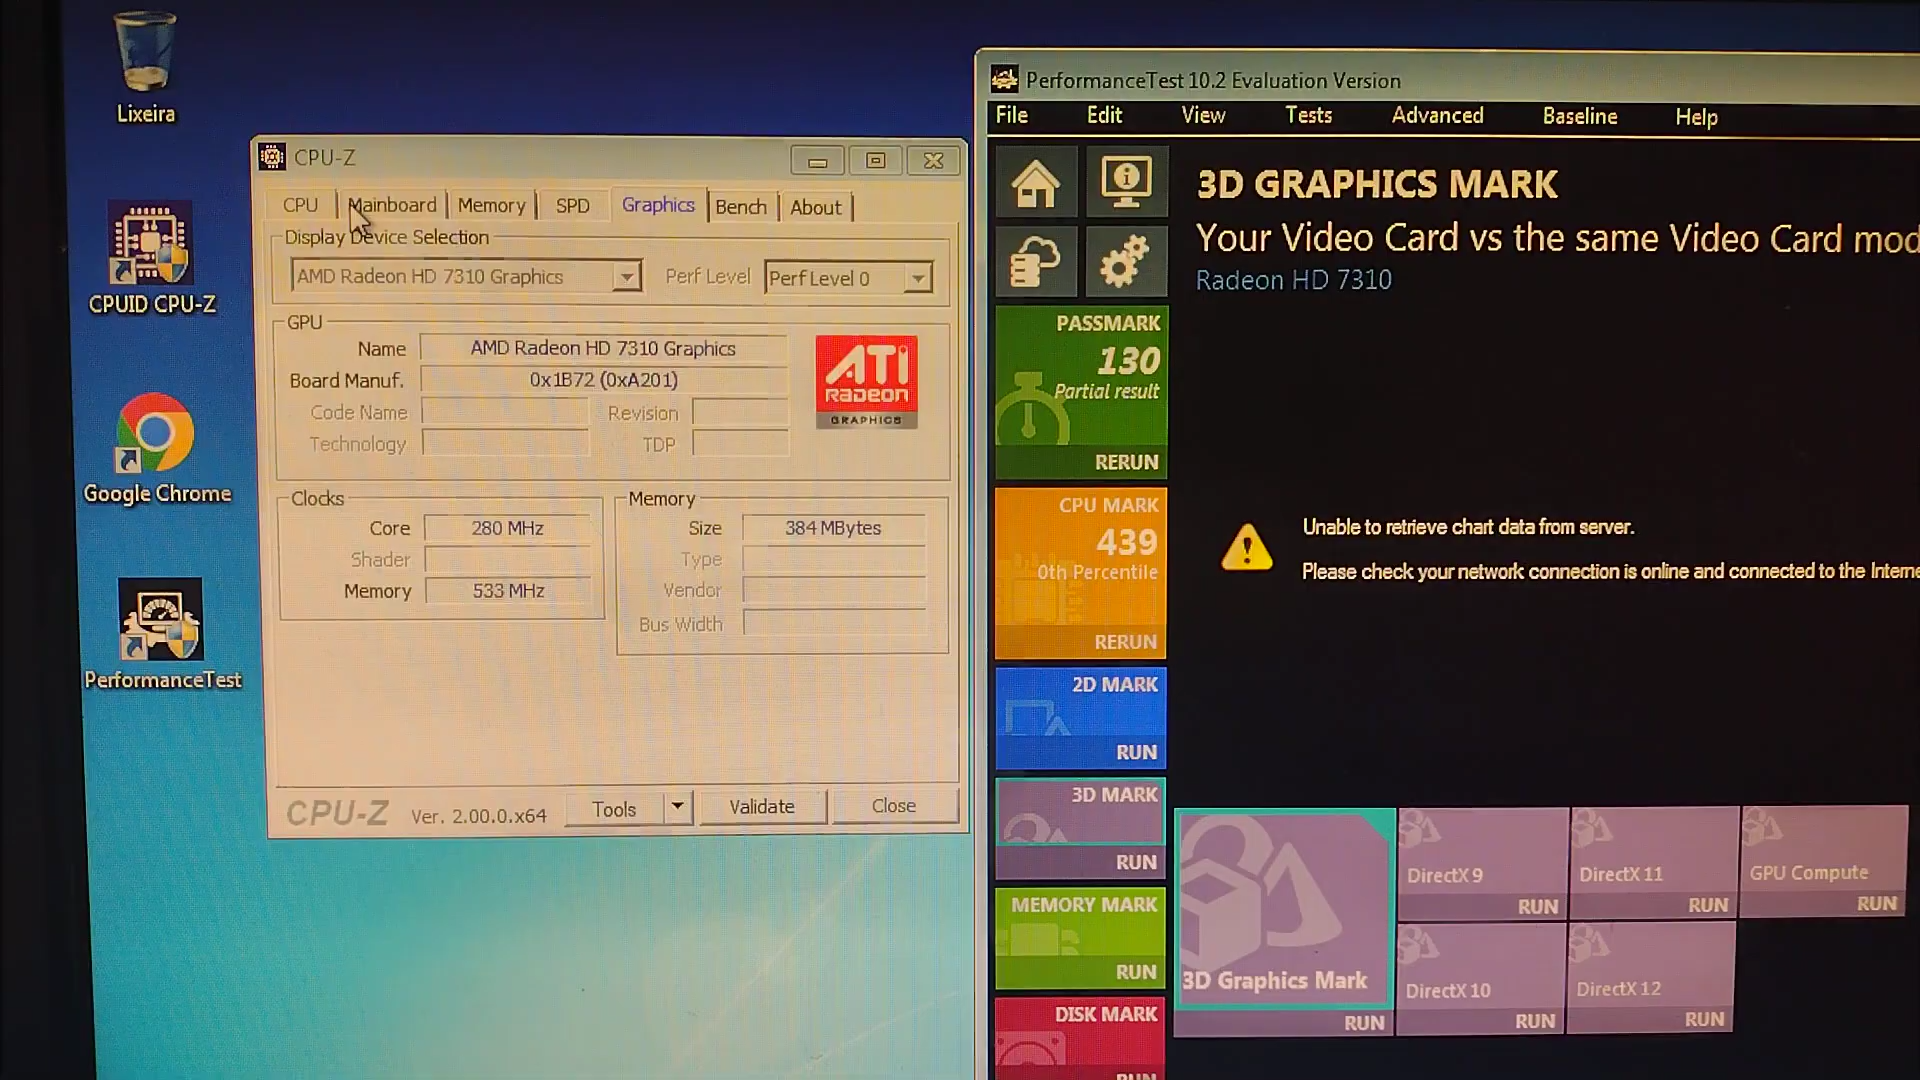 Lixeira
CPUID CPU-Z
Google Chrome
PerformanceTest
CPU-Z
CPU Mainboard Memory SPD Graphics Bench About
Display Device Selection
AMD Radeon HD 7310 Graphics Perf Level Perf Level 0
GPU
Name AMD Radeon HD 7310 Graphics
Board Manuf. 0x1B72 (0xA201)
Code Name Revision
Technology TDP
ATI
RADEON
GRAPHICS
Clocks
Core 280 MHz
Shader
Memory 533 MHz
Memory
Size 384 MBytes
Type
Vendor
Bus Width
CPU-Z Ver. 2.00.0.x64 Tools Validate Close
PerformanceTest 10.2 Evaluation Version
File Edit View Tests Advanced Baseline Help
3D GRAPHICS MARK
Your Video Card vs the same Video Card mod
Radeon HD 7310
PASSMARK
130
Partial result
RERUN
CPU MARK
439
0th Percentile
RERUN
2D MARK
RUN
3D MARK
RUN
MEMORY MARK
RUN
DISK MARK
RUN
Unable to retrieve chart data from server.
Please check your network connection is online and connected to the Interne
3D Graphics Mark
RUN
DirectX 9
RUN
DirectX 11
RUN
GPU Compute
RUN
DirectX 10
RUN
DirectX 12
RUN